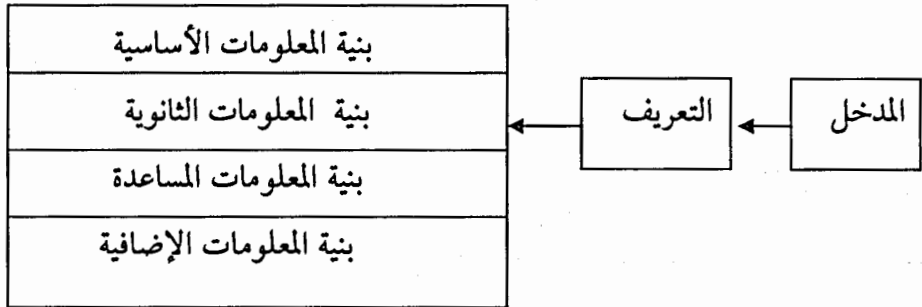 بنية المعلومات الأساسية
المدخل
التعريف
بنية المعلومات الثانوية
بنية المعلومات المساعدة
بنية المعلومات الإضافية